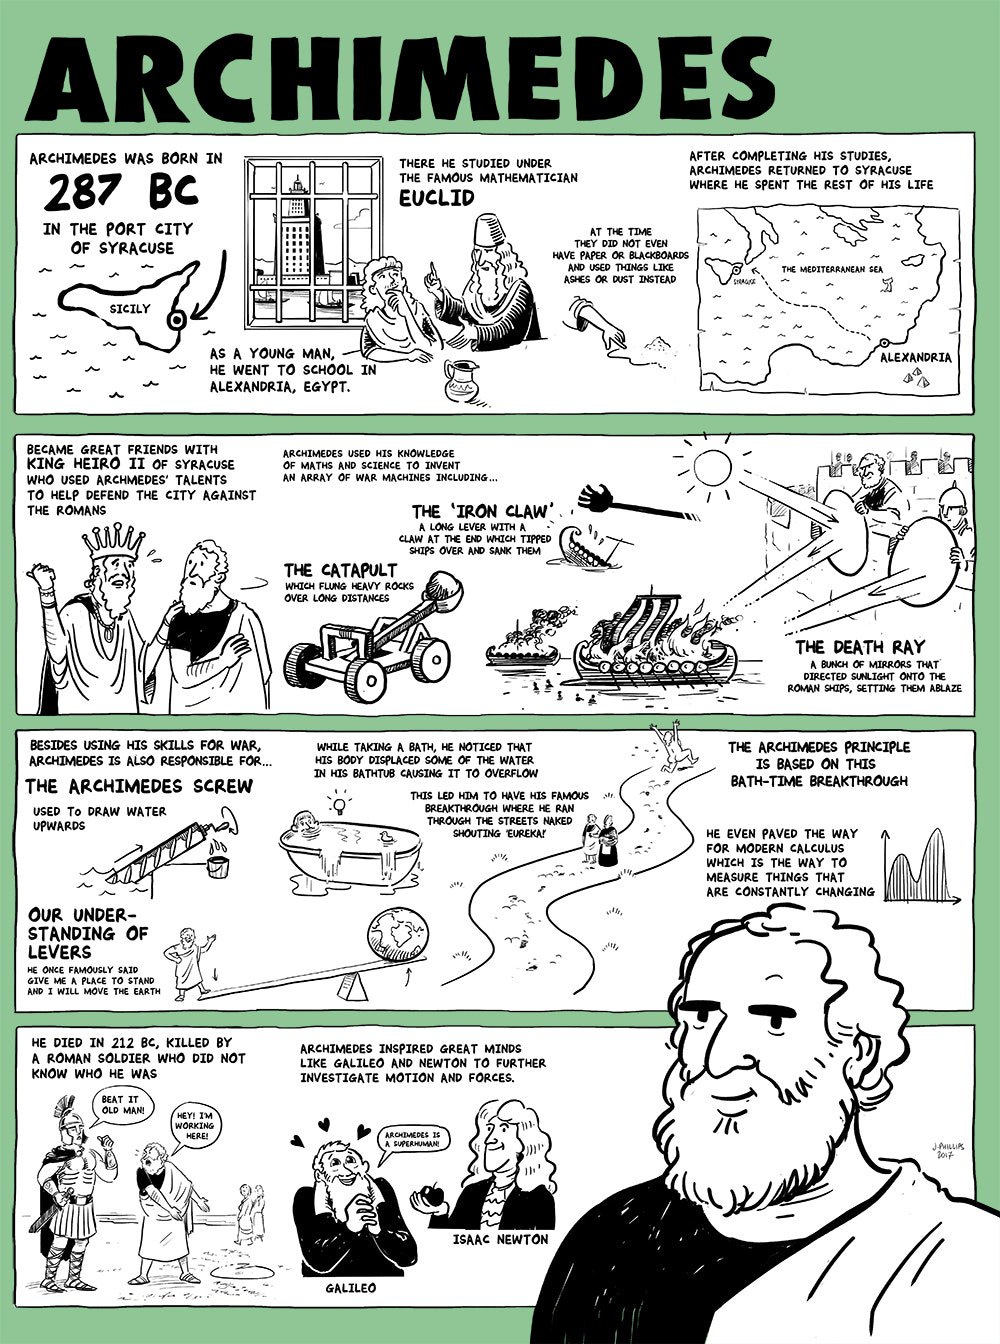 ARCHIMEDES
ARCHIMEDES WAS BORN IN
287 BC
IN THE PORT CITY
OF SYRACUSE
SICILY
AS A YOUNG MAN,
HE WENT TO SCHOOL IN
ALEXANDRIA, EGYPT.
THERE HE STUDIED UNDER
THE FAMOUS MATHEMATICIAN
EUCLID
AT THE TIME
THEY DID NOT EVEN
HAVE PAPER OR BLACKBOARDS
AND USED THINGS LIKE
ASHES OR DUST INSTEAD
AFTER COMPLETING HIS STUDIES,
ARCHIMEDES RETURNED TO SYRACUSE
WHERE HE SPENT THE REST OF HIS LIFE
THE MEDITERRANEAN SEA
SYRACUSE
ALEXANDRIA
BECAME GREAT FRIENDS WITH
KING HEIRO II OF SYRACUSE
WHO USED ARCHMEDES' TALENTS
TO HELP DEFEND THE CITY AGAINST
THE ROMANS
ARCHIMEDES USED HIS KNOWLEDGE
OF MATHS AND SCIENCE TO INVENT
AN ARRAY OF WAR MACHINES INCLUDING...
THE 'IRON CLAW'
A LONG LEVER WITH A
CLAW AT THE END WHICH TIPPED
SHIPS OVER AND SANK THEM
THE CATAPULT
WHICH FLUNG HEAVY ROCKS
OVER LONG DISTANCES
THE DEATH RAY
A BUNCH OF MIRRORS THAT
DIRECTED SUNLIGHT ONTO THE
ROMAN SHIPS, SETTING THEM ABLAZE
BESIDES USING HIS SKILLS FOR WAR,
ARCHIMEDES IS ALSO RESPONSIBLE FOR...
THE ARCHIMEDES SCREW
USED TO DRAW WATER
UPWARDS
OUR UNDER-
STANDING OF
LEVERS
HE ONCE FAMOUSLY SAID
GIVE ME A PLACE TO STAND
AND I WILL MOVE THE EARTH
WHILE TAKING A BATH, HE NOTICED THAT
HIS BODY DISPLACED SOME OF THE WATER
IN HIS BATHTUB CAUSING IT TO OVERFLOW
THIS LED HIM TO HAVE HIS FAMOUS
BREAKTHROUGH WHERE HE RAN
THROUGH THE STREETS NAKED
SHOUTING 'EUREKA!'
THE ARCHIMEDES PRINCIPLE
IS BASED ON THIS
BATH-TIME BREAKTHROUGH
HE EVEN PAVED THE WAY
FOR MODERN CALCULUS
WHICH IS THE WAY TO
MEASURE THINGS THAT
ARE CONSTANTLY CHANGING
HE DIED IN 212 BC, KILLED BY
A ROMAN SOLDIER WHO DID NOT
KNOW WHO HE WAS
BEAT IT
OLD MAN!
HEY! I'M
WORKING
HERE!
ARCHIMEDES INSPIRED GREAT MINDS
LIKE GALILEO AND NEWTON TO FURTHER
INVESTIGATE MOTION AND FORCES.
ARCHIMEDES IS
A SUPERHUMAN!
GALILEO
ISAAC NEWTON
J.PHILLIPS
2017